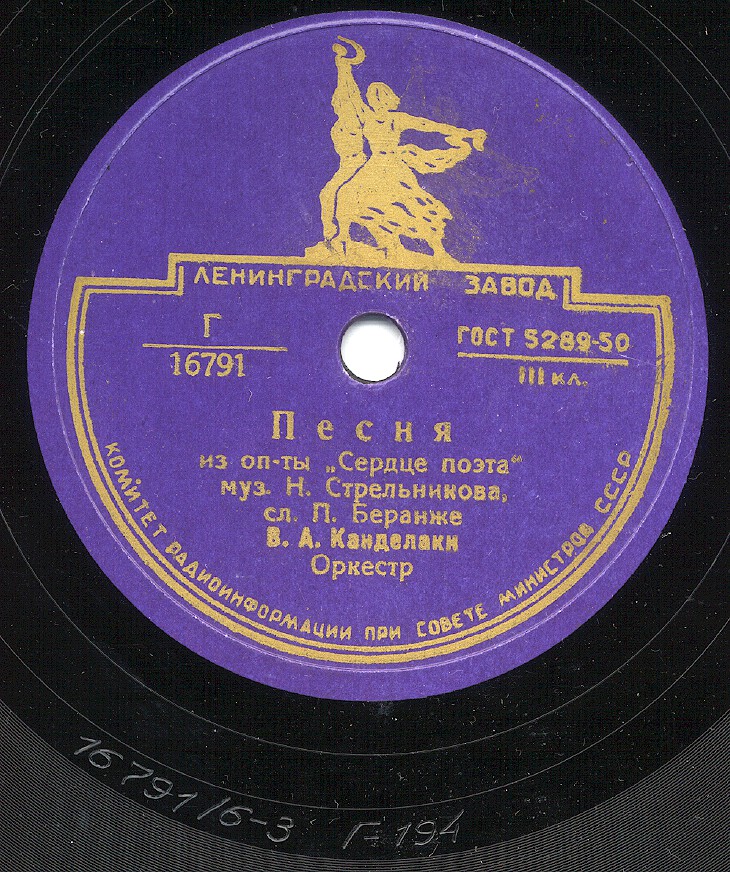 ЛЕНИНГРАДСКИЙ ЗАВОД
Г
16791
ГОСТ 5289-50
III кл.
Песня
из оп-ты „Сердце поэта“
муз. Н. Стрельникова,
сл. П. Беранже
В. А. Канделаки
Оркестр
КОМИТЕТ РАДИОИНФОРМАЦИИ ПРИ СОВЕТЕ МИНИСТРОВ СССР
16791/6-3 Г-194